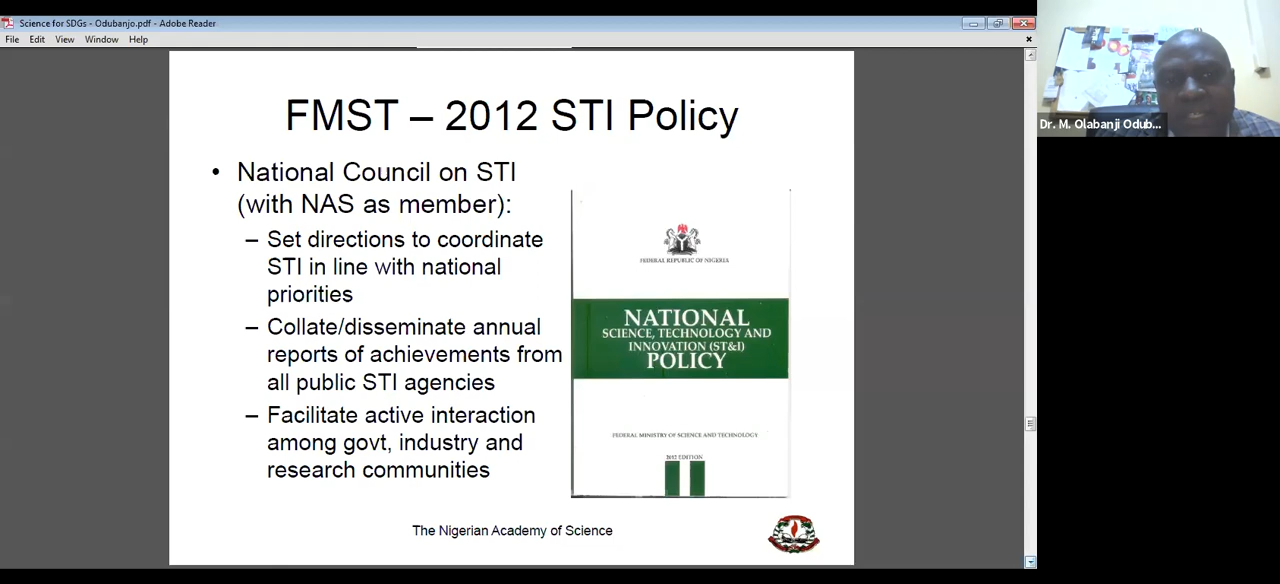 Science for SDGs - Odubanjo.pdf - Adobe Reader
File Edit View Window Help
FMST – 2012 STI Policy
• National Council on STI
(with NAS as member):
– Set directions to coordinate
STI in line with national
priorities
– Collate/disseminate annual
reports of achievements from
all public STI agencies
– Facilitate active interaction
among govt, industry and
research communities
FEDERAL REPUBLIC OF NIGERIA
NATIONAL
SCIENCE, TECHNOLOGY AND
INNOVATION (ST&I)
POLICY
FEDERAL MINISTRY OF SCIENCE AND TECHNOLOGY
2012 EDITION
The Nigerian Academy of Science
Dr. M. Olabanji Odub...